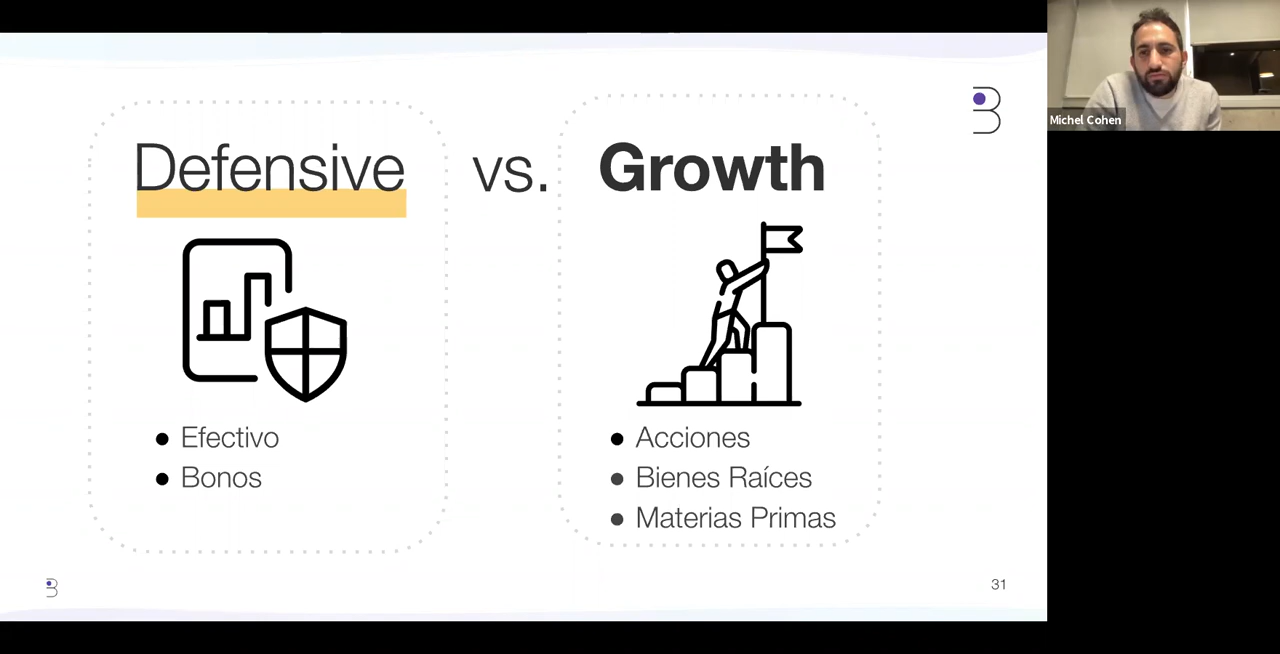 Defensive vs. Growth
Efectivo
Bonos
Acciones
Bienes Raíces
Materias Primas
31
Michel Cohen